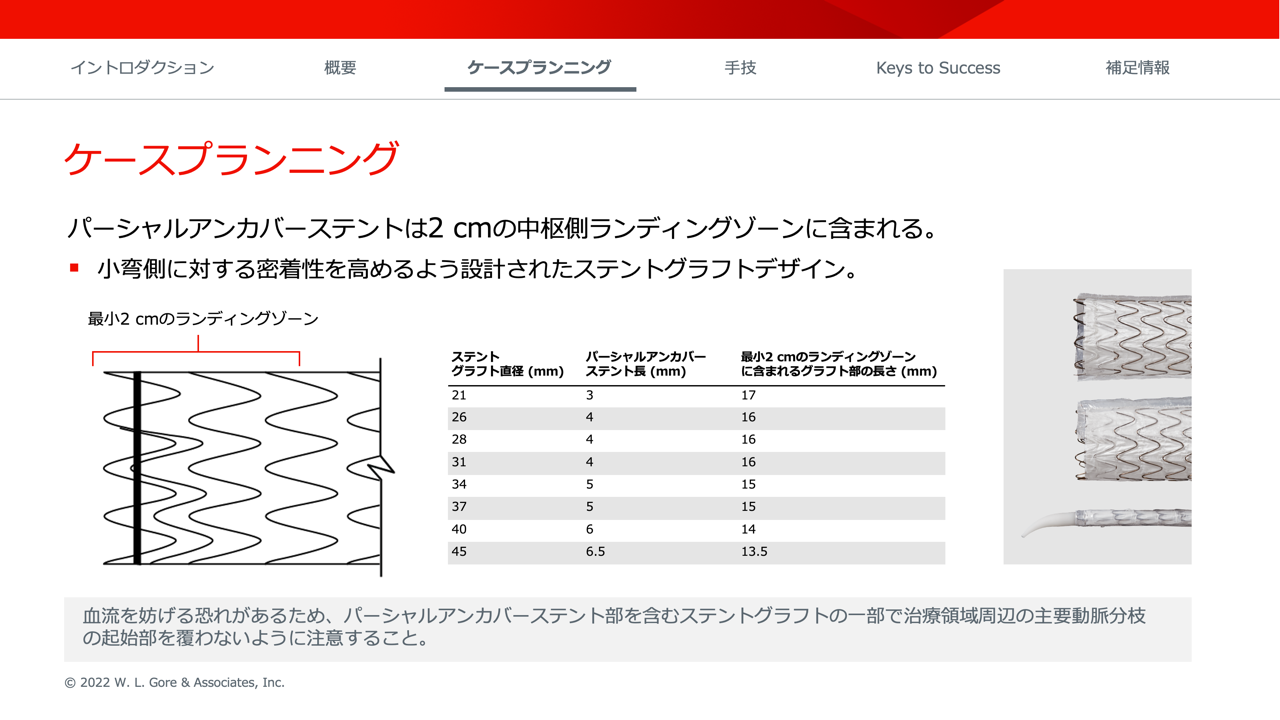 イントロダクション 概要 ケースプランニング 手技 Keys to Success 補足情報
ケースプランニング
パーシャルアンカバーステントは2 cmの中枢側ランディングゾーンに含まれる。
小弯側に対する密着性を高めるよう設計されたステントグラフトデザイン。
最小2 cmのランディングゾーン
ステント パーシャルアンカバー 最小2 cmのランディングゾーン
グラフト直径 (mm) ステント長 (mm) に含まれるグラフト部の長さ (mm)
21 3 17
26 4 16
28 4 16
31 4 16
34 5 15
37 5 15
40 6 14
45 6.5 13.5
血流を妨げる恐れがあるため、パーシャルアンカバーステント部を含むステントグラフトの一部で治療領域周辺の主要動脈分枝
の起始部を覆わないように注意すること。
© 2022 W. L. Gore & Associates, Inc.